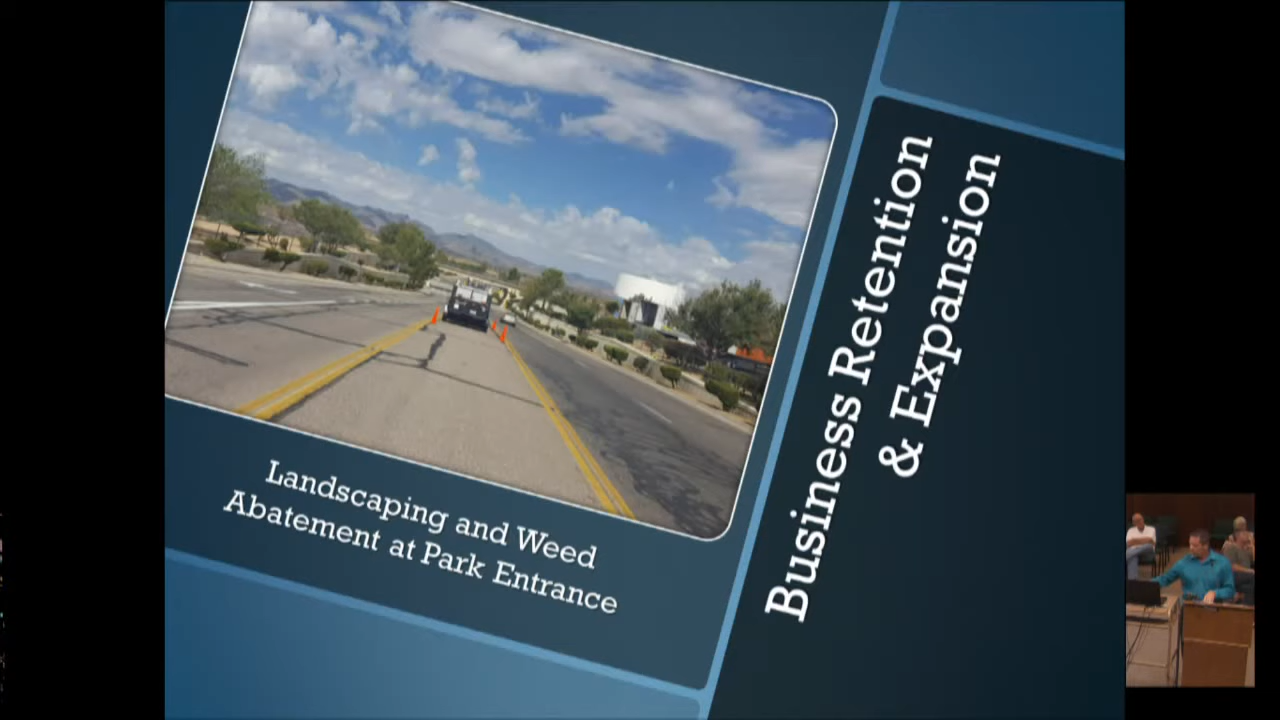 Business Retention
& Expansion
Landscaping and Weed
Abatement at Park Entrance